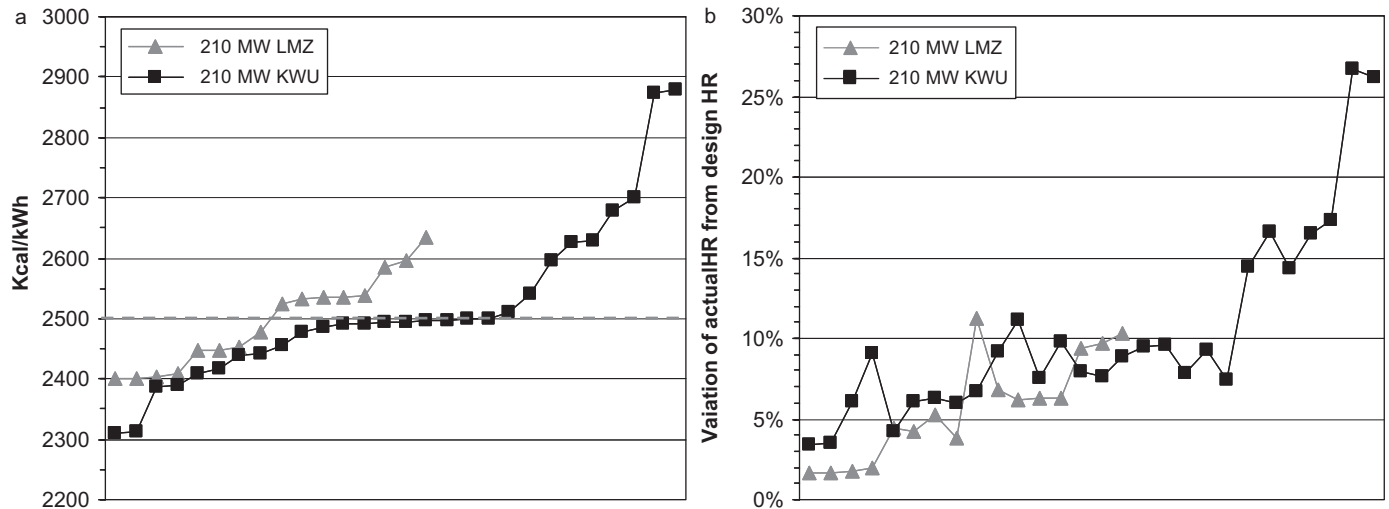 a
3000
2900
2800
2700
2600
2500
2400
2300
2200
Kcal/kWh
210 MW LMZ
210 MW KWU
b
30%
25%
20%
15%
10%
5%
0%
Vaiation of actualHR from design HR
210 MW LMZ
210 MW KWU